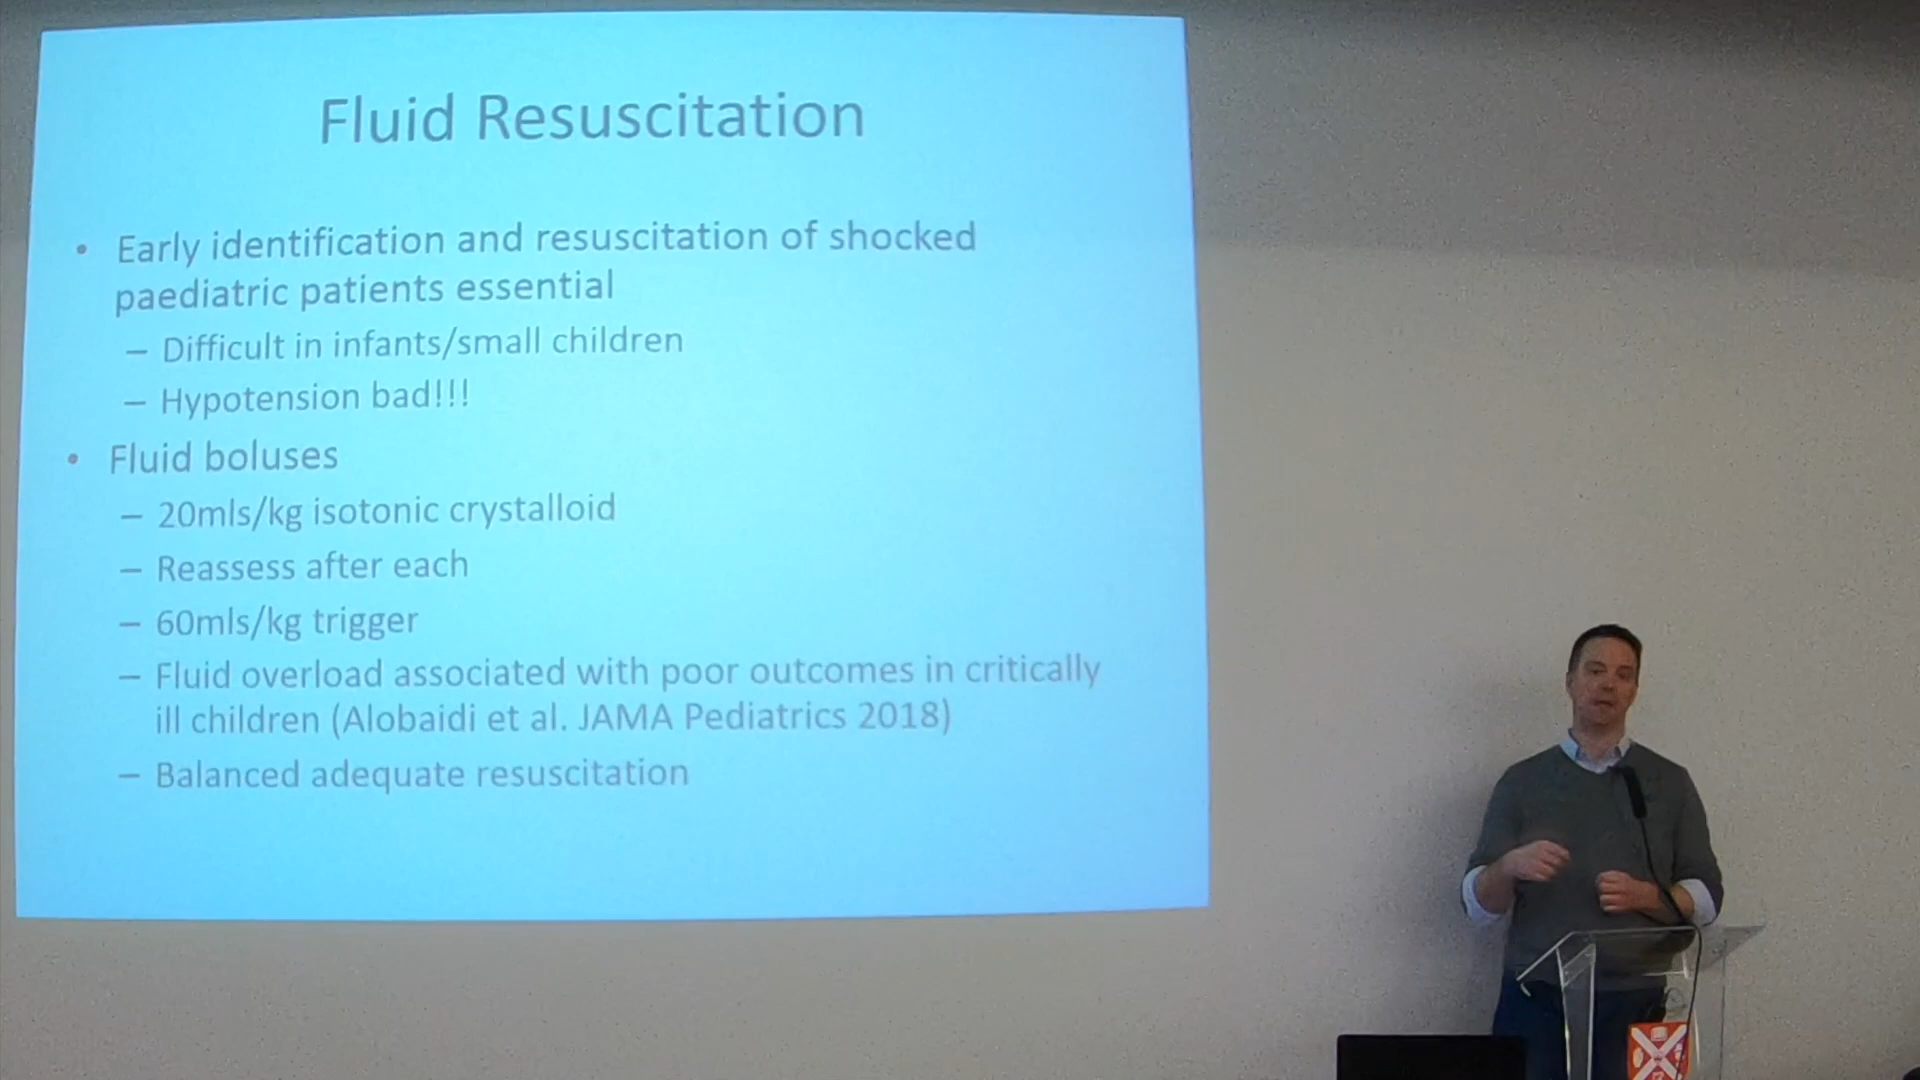 Fluid Resuscitation
• Early identification and resuscitation of shocked
paediatric patients essential
– Difficult in infants/small children
– Hypotension bad!!!
• Fluid boluses
– 20mls/kg isotonic crystalloid
– Reassess after each
– 60mls/kg trigger
– Fluid overload associated with poor outcomes in critically
ill children (Alobaidi et al. JAMA Pediatrics 2018)
– Balanced adequate resuscitation